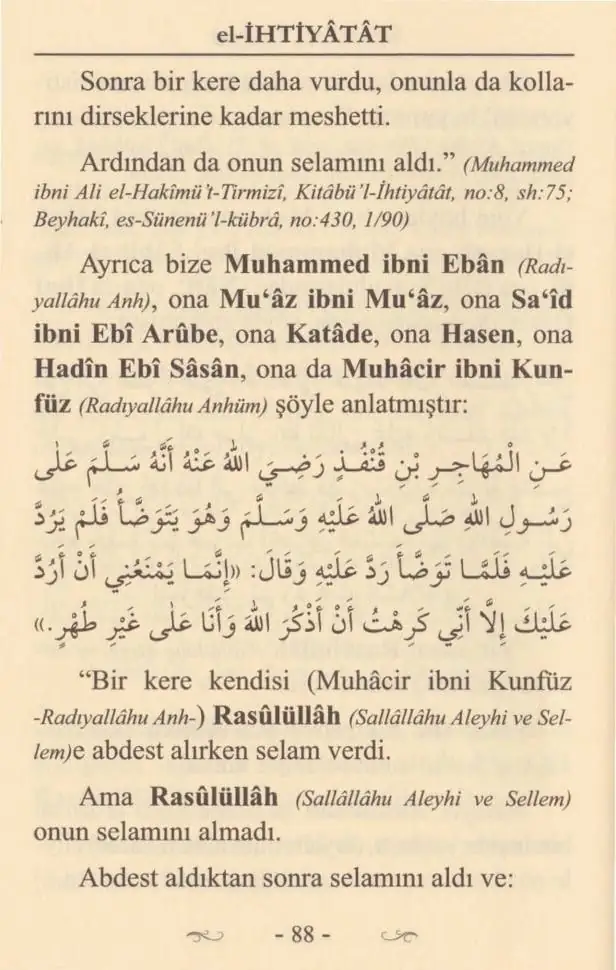 el-İHTİYÂTÂT
Sonra bir kere daha vurdu, onunla da kolla-
rını dirseklerine kadar meshetti.
Ardından da onun selamını aldı.” (Muhammed
ibni Ali el-Hakîmü't-Tirmizî, Kitâbü'l-İhtiyâtât, no:8, sh:75;
Beyhakî, es-Sünenü'l-kübrâ, no:430, 1/90)
Ayrıca bize Muhammed ibni Ebân (Radı-
yallâhu Anh), ona Mu‘âz ibni Mu‘âz, ona Sa‘îd
ibni Ebî Arûbe, ona Katâde, ona Hasen, ona
Hadîn Ebî Sâsân, ona da Muhâcir ibni Kun-
füz (Radıyallâhu Anhüm) şöyle anlatmıştır:
عَنِ الْمُهَاجِرِ بْنِ قُنْفُذٍ رَضِيَ اللهُ عَنْهُ أَنَّهُ سَلَّمَ عَلٰى
رَسُولِ اللهِ صَلَّى اللهُ عَلَيْهِ وَسَلَّمَ وَهُوَ يَتَوَضَّأُ فَلَمْ يَرُدَّ
عَلَيْهِ فَلَمَّا تَوَضَّأَ رَدَّ عَلَيْهِ وَقَالَ: «إِنَّمَا يَمْنَعُنِي أَنْ أَرُدَّ
عَلَيْكَ إِلاَّ أَنِّي كَرِهْتُ أَنْ أَذْكُرَ اللهَ وَأَنَا عَلٰى غَيْرِ طُهْرٍ.»
“Bir kere kendisi (Muhâcir ibni Kunfüz
-Radıyallâhu Anh-) Rasûlüllâh (Sallâllâhu Aleyhi ve Sel-
lem)e abdest alırken selam verdi.
Ama Rasûlüllâh (Sallâllâhu Aleyhi ve Sellem)
onun selamını almadı.
Abdest aldıktan sonra selamını aldı ve:
- 88 -